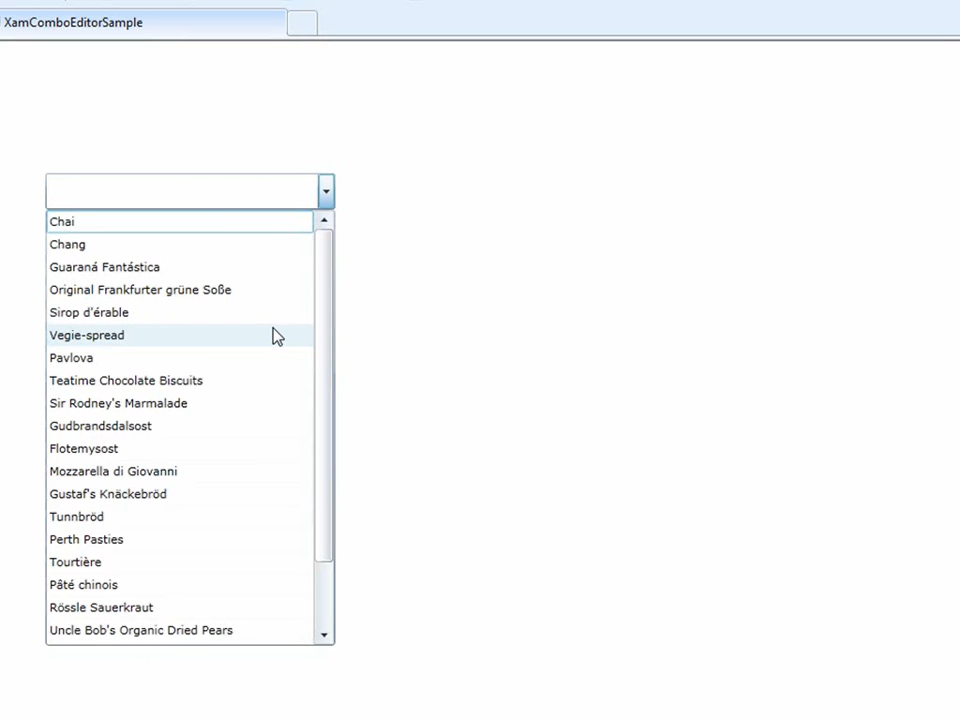 XamComboEditorSample
Chai
Chang
Guaraná Fantástica
Original Frankfurter grüne Soße
Sirop d'érable
Vegie-spread
Pavlova
Teatime Chocolate Biscuits
Sir Rodney's Marmalade
Gudbrandsdalsost
Flotemysost
Mozzarella di Giovanni
Gustaf's Knäckebröd
Tunnbröd
Perth Pasties
Tourtière
Pâté chinois
Rössle Sauerkraut
Uncle Bob's Organic Dried Pears